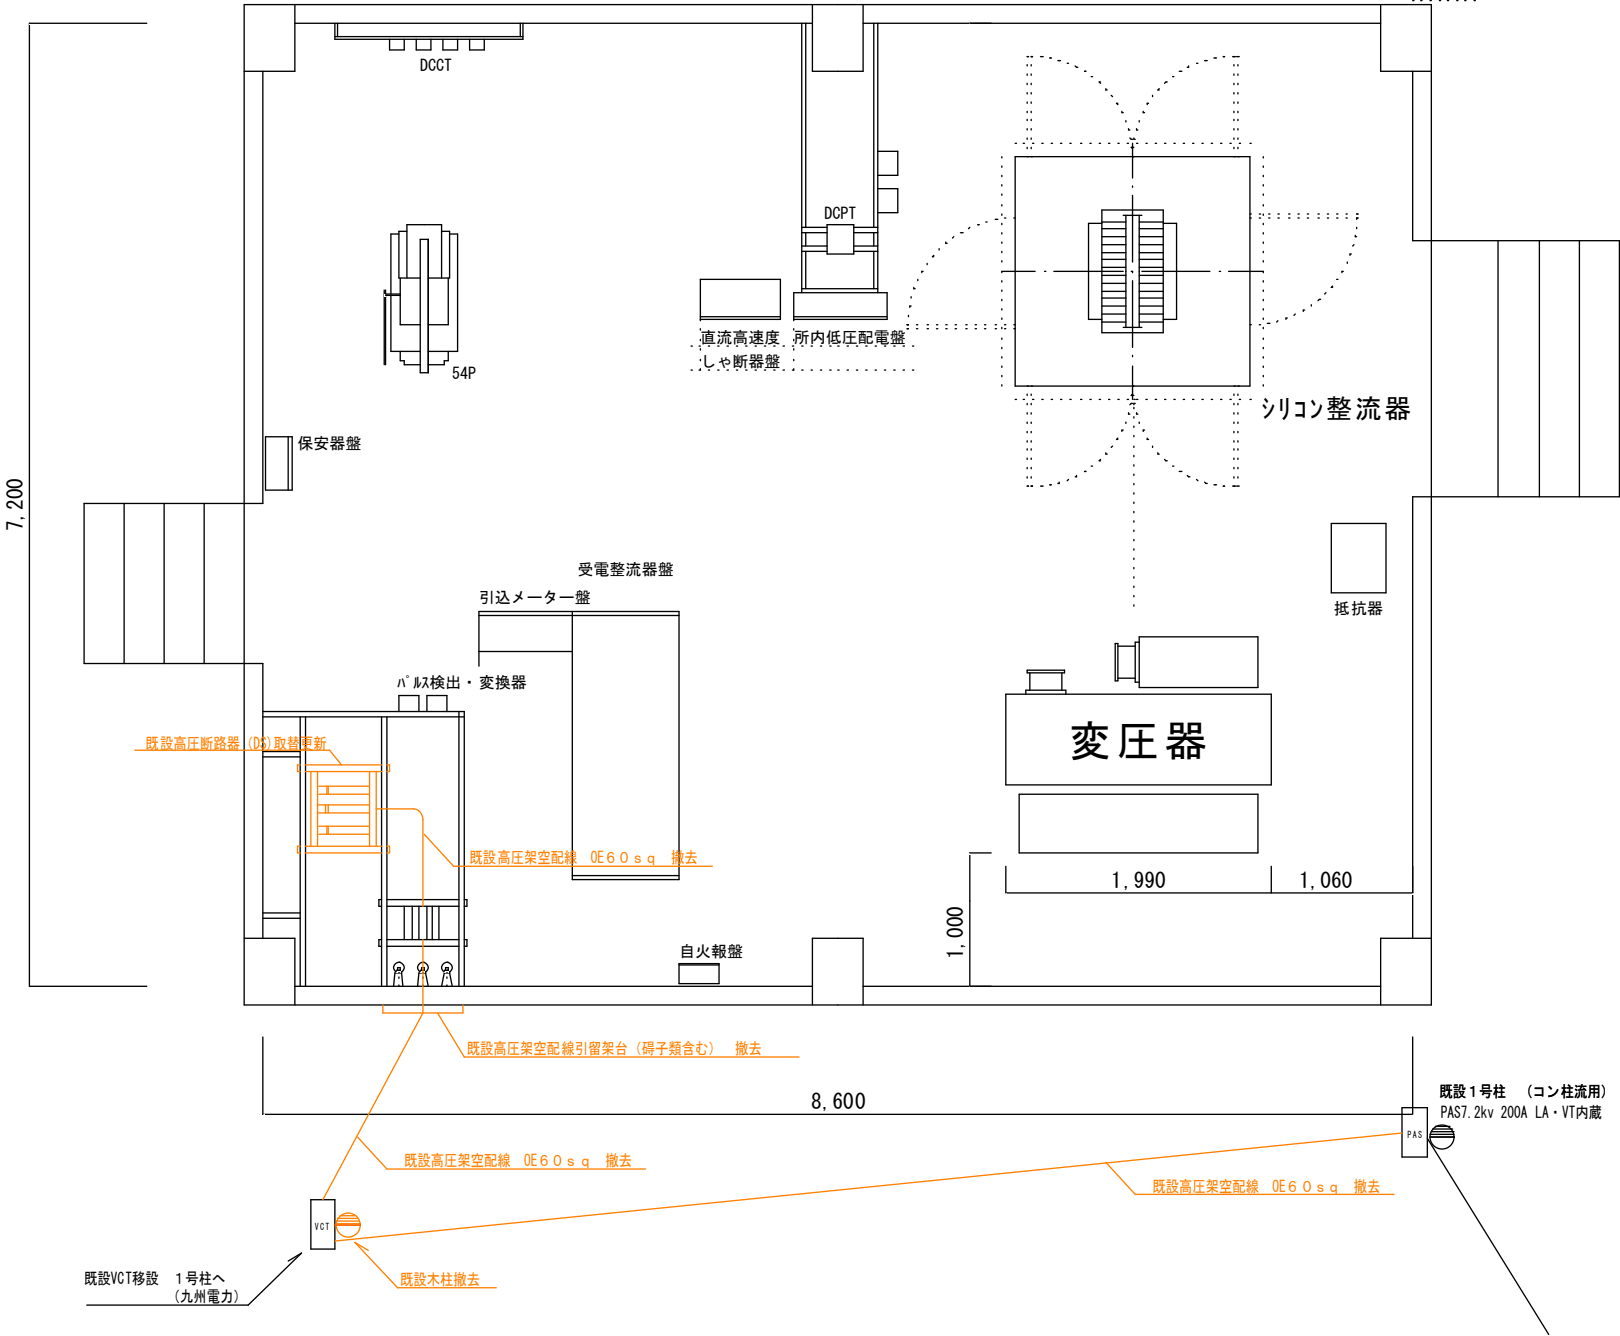 DCCT
DCPT
直流高速度
しゃ断器盤
所内低圧配電盤
54P
シリコン整流器
保安器盤
7,200
受電整流器盤
引込メーター盤
抵抗器
パルス検出・変換器
既設高圧断路器(DS)取替更新
変圧器
既設高圧架空配線 OE60sq 撤去
1,990
1,060
1,000
自火報盤
既設高圧架空配線引留架台(碍子類含む) 撤去
8,600
既設1号柱 (コン柱流用)
PAS7.2kv 200A LA・VT内蔵
PAS
既設高圧架空配線 OE60sq 撤去
既設高圧架空配線 OE60sq 撤去
VCT
既設VCT移設 1号柱へ
(九州電力)
既設木柱撤去